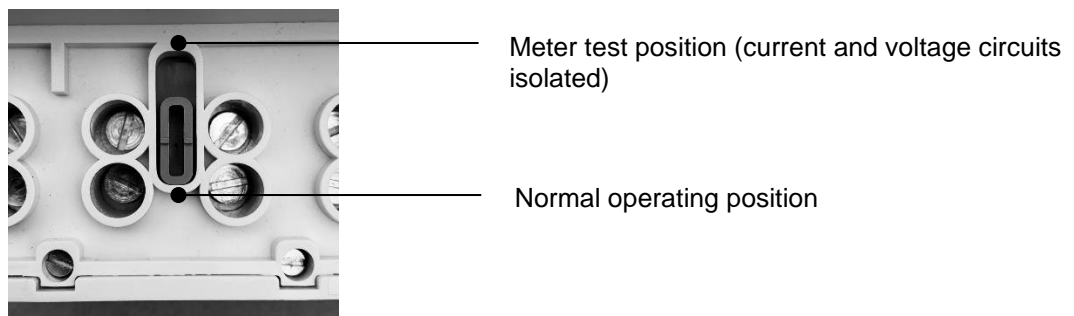 Meter test position (current and voltage circuits
isolated)
Normal operating position